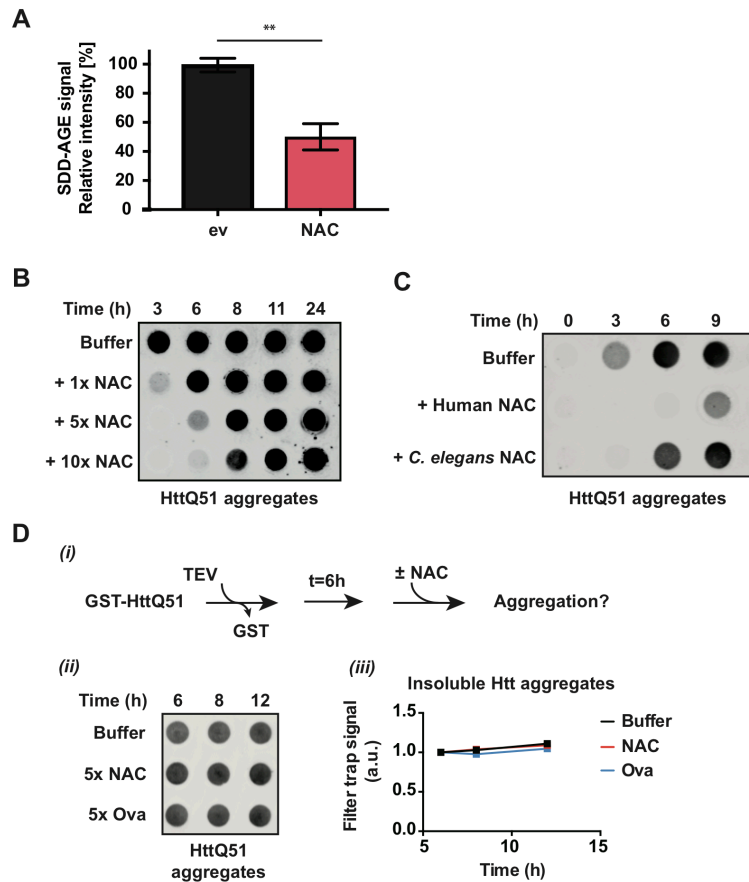 A
**
SDD-AGE signal
Relative intensity [%]
100
80
60
40
20
0
ev NAC
B
Time (h) 3 6 8 11 24
Buffer
+ 1x NAC
+ 5x NAC
+ 10x NAC
HttQ51 aggregates
C
Time (h) 0 3 6 9
Buffer
+ Human NAC
+ C. elegans NAC
HttQ51 aggregates
D
(i)
GST-HttQ51 TEV GST t=6h ± NAC Aggregation?
(ii)
Time (h) 6 8 12
Buffer
5x NAC
5x Ova
HttQ51
aggregates
(iii)
Insoluble Htt aggregates
Filter trap signal
(a.u.)
1.5
1.0
0.5
0.0
5 10 15
Time (h)
Buffer
NAC
Ova